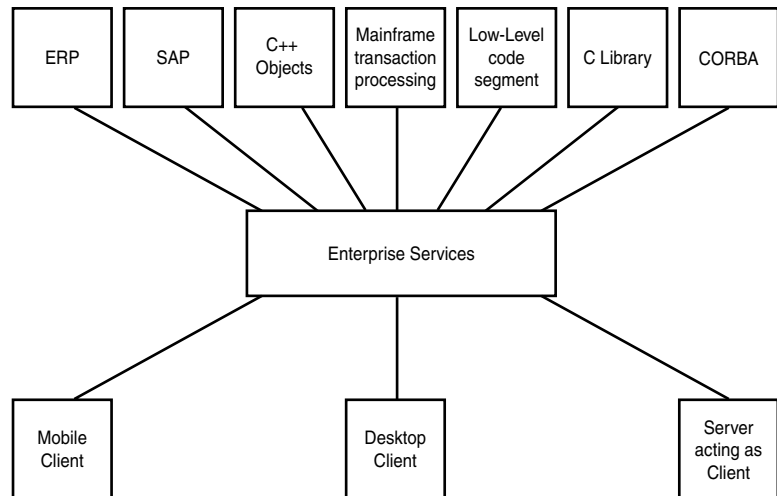 ERP
SAP
C++
Objects
Mainframe
transaction
processing
Low-Level
code
segment
C Library
CORBA
Enterprise Services
Mobile
Client
Desktop
Client
Server
acting as
Client